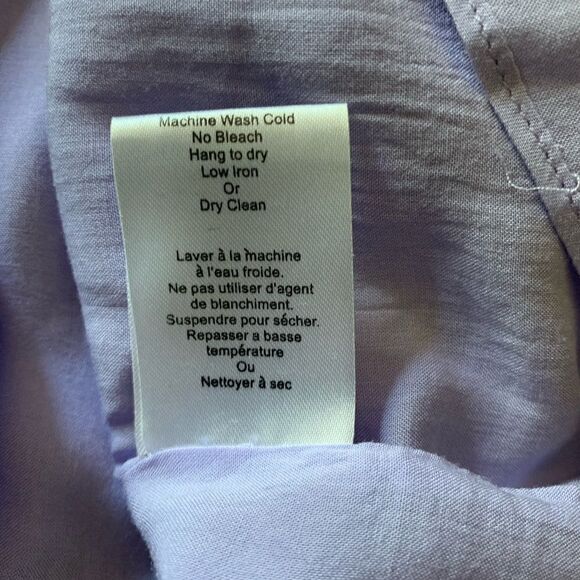 Machine Wash Cold
No Bleach
Hang to dry
Low Iron
Or
Dry Clean
Laver à la machine
à l'eau froide.
Ne pas utiliser d'agent
de blanchiment.
Suspendre pour sécher.
Repasser a basse
température
Ou
Nettoyer à sec